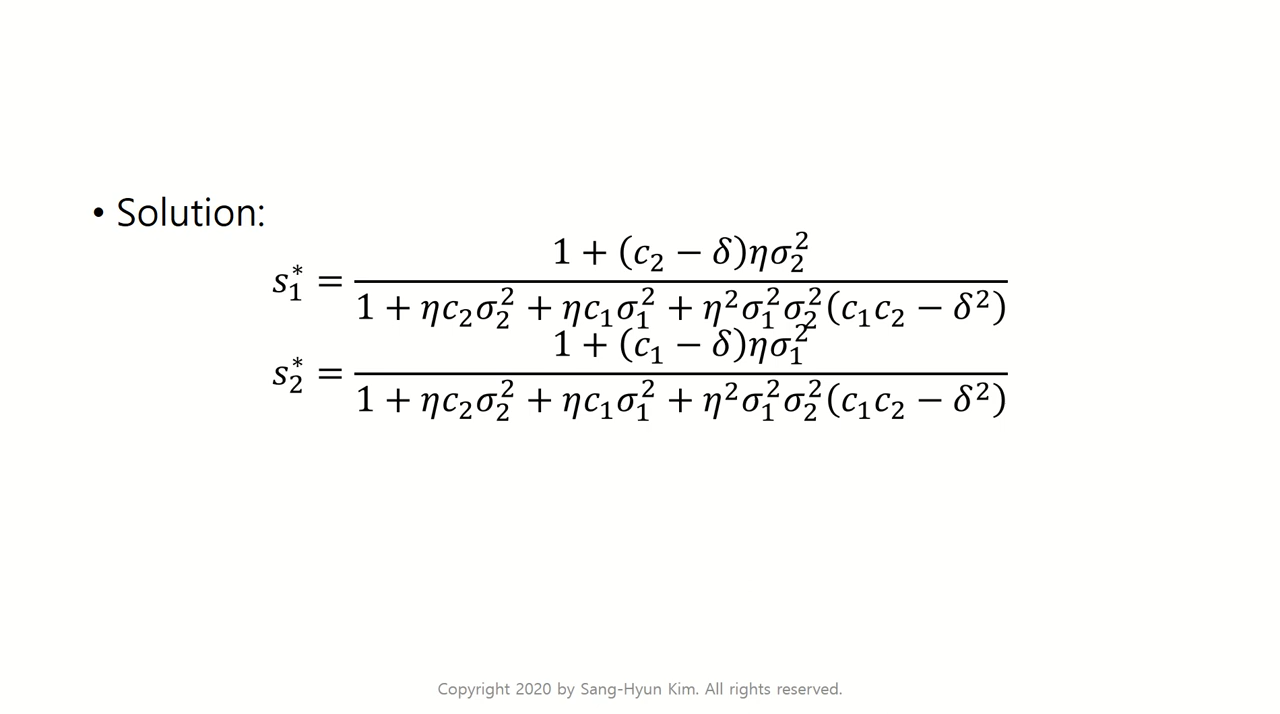 • Solution:
s₁* = (1 + (c₂ − δ)ησ₂²) / (1 + ηc₂σ₂² + ηc₁σ₁² + η²σ₁²σ₂²(c₁c₂ − δ²))
s₂* = (1 + (c₁ − δ)ησ₁²) / (1 + ηc₂σ₂² + ηc₁σ₁² + η²σ₁²σ₂²(c₁c₂ − δ²))
Copyright 2020 by Sang-Hyun Kim. All rights reserved.